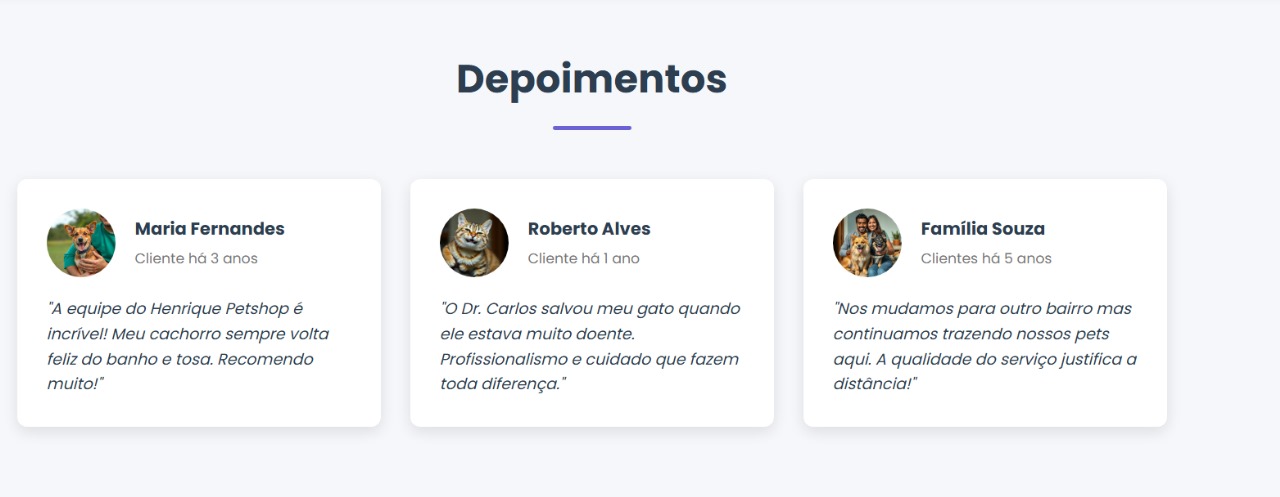 Depoimentos
Maria Fernandes
Cliente há 3 anos
"A equipe do Henrique Petshop é
incrível! Meu cachorro sempre volta
feliz do banho e tosa. Recomendo
muito!"
Roberto Alves
Cliente há 1 ano
"O Dr. Carlos salvou meu gato quando
ele estava muito doente.
Profissionalismo e cuidado que fazem
toda diferença."
Família Souza
Clientes há 5 anos
"Nos mudamos para outro bairro mas
continuamos trazendo nossos pets
aqui. A qualidade do serviço justifica a
distância!"